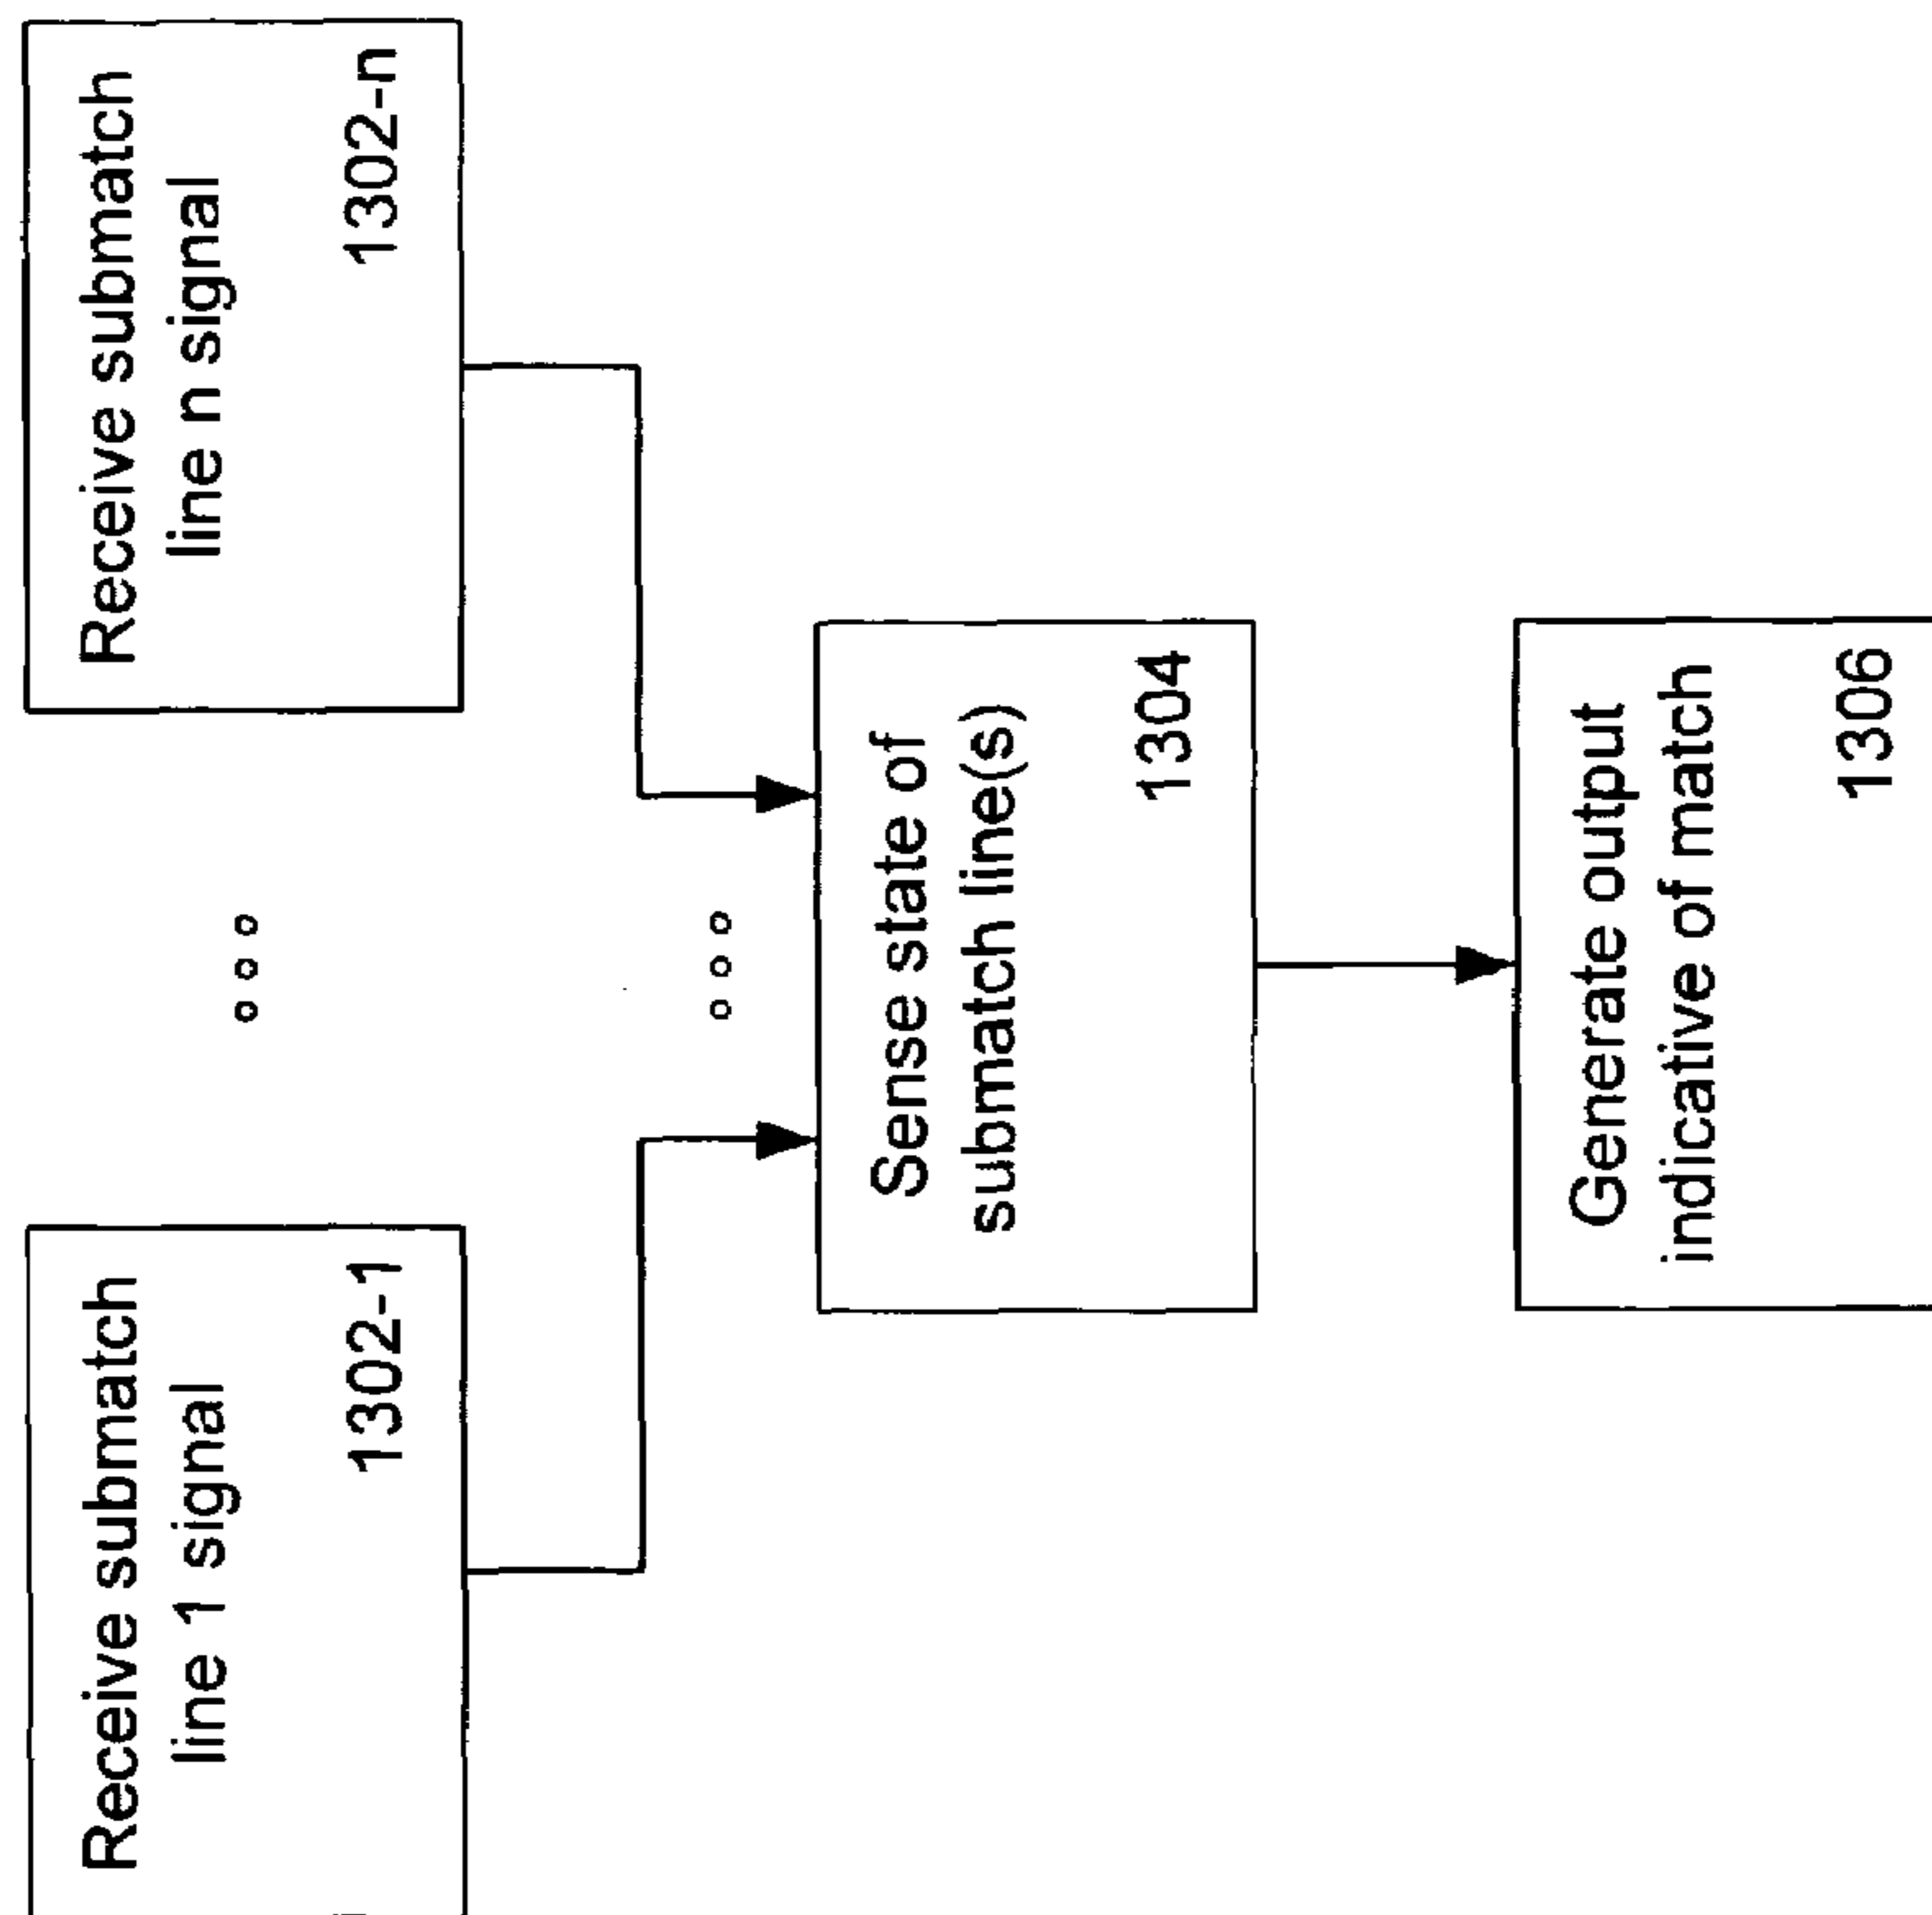 Receive submatch
line 1 signal
1302-1
Receive submatch
line n signal
1302-n
Sense state of
submatch line(s)
1304
Generate output
indicative of match
1306